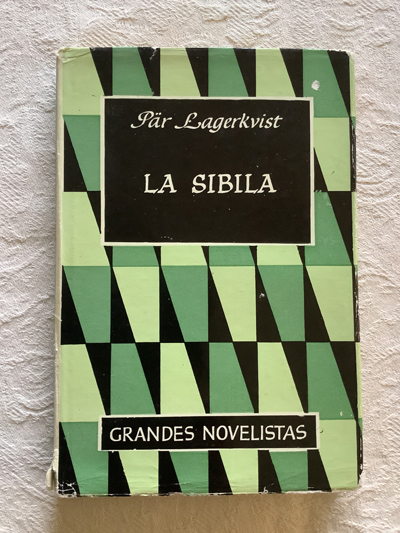 Pär Lagerkvist
LA SIBILA
GRANDES NOVELISTAS